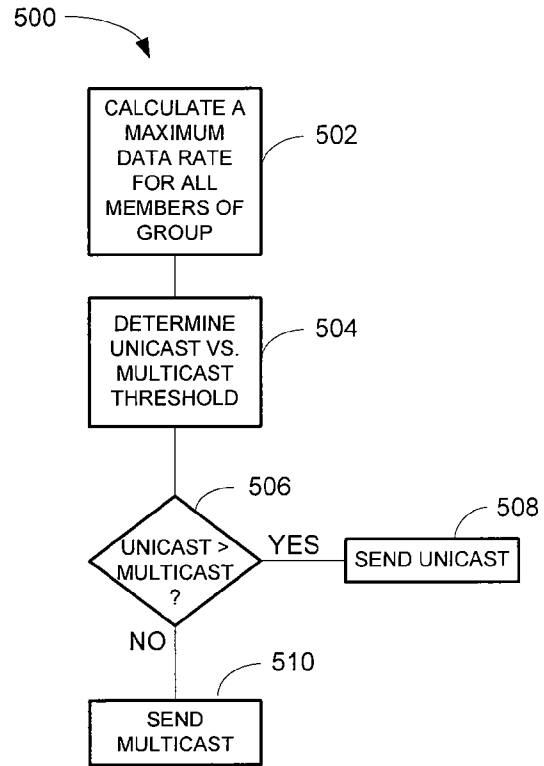 500
CALCULATE A
MAXIMUM
DATA RATE
FOR ALL
MEMBERS OF
GROUP
502
DETERMINE
UNICAST VS.
MULTICAST
THRESHOLD
504
506
UNICAST >
MULTICAST
?
YES
508
SEND UNICAST
NO
510
SEND
MULTICAST